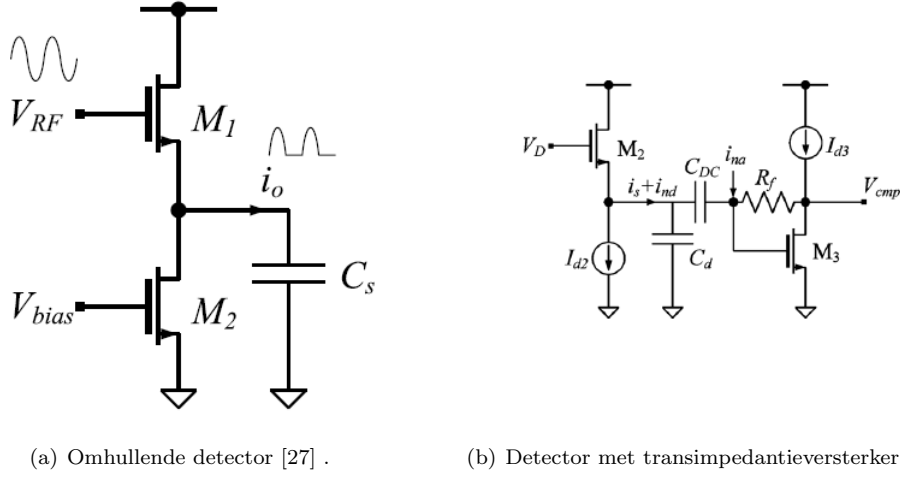 V_RF
M_1
i_o
C_s
V_bias
M_2
V_D
M_2
i_s+i_nd
C_DC
i_na
R_f
I_d3
V_cmp
I_d2
C_d
M_3
(a) Omhullende detector [27] .
(b) Detector met transimpedantieversterker